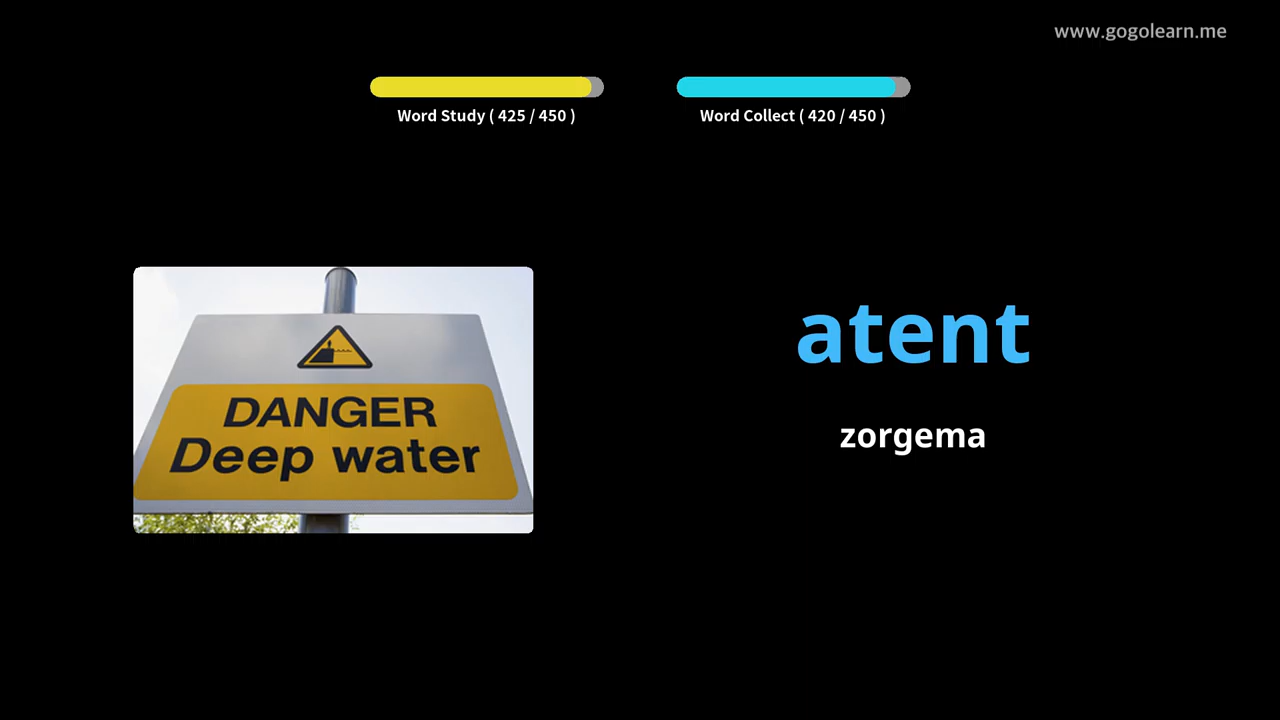 www.gogolearn.me
Word Study ( 425 / 450 )
Word Collect ( 420 / 450 )
DANGER
Deep water
atent
zorgema